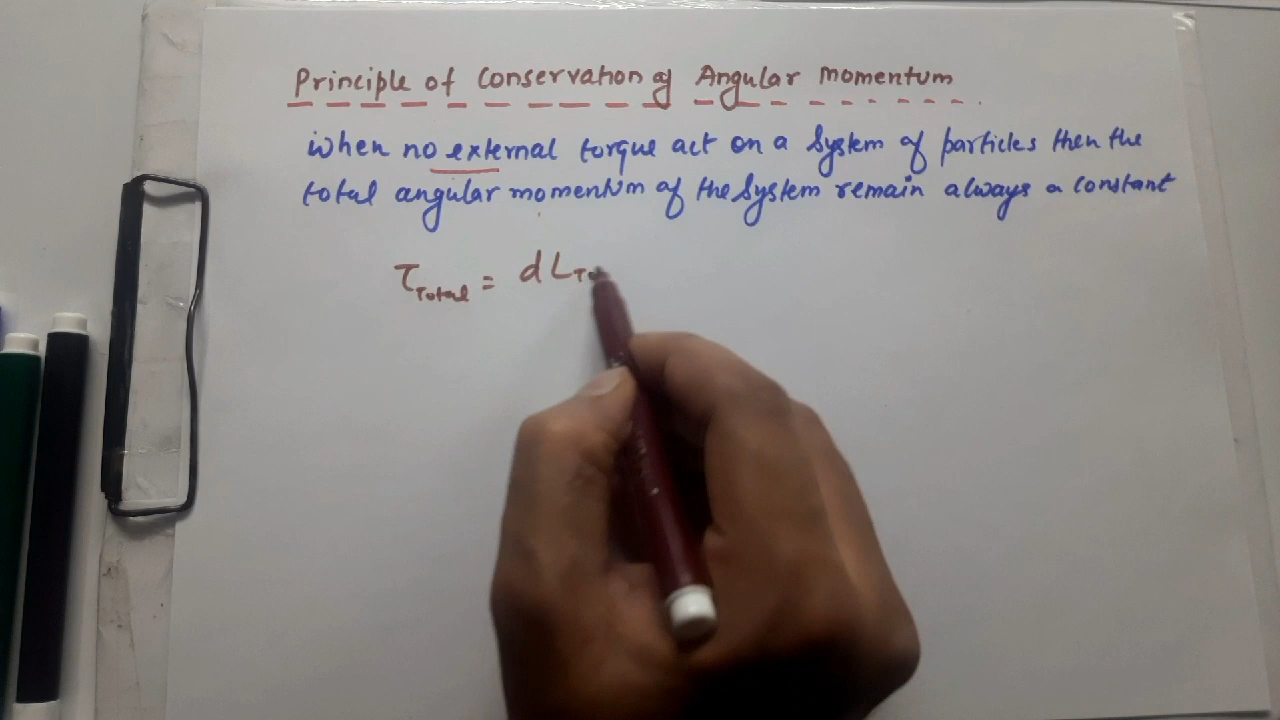 Principle of Conservation of Angular Momentum
when no external torque act on a System of particles then the
total angular momentum of the System remain always a constant
τTotal = dLTo